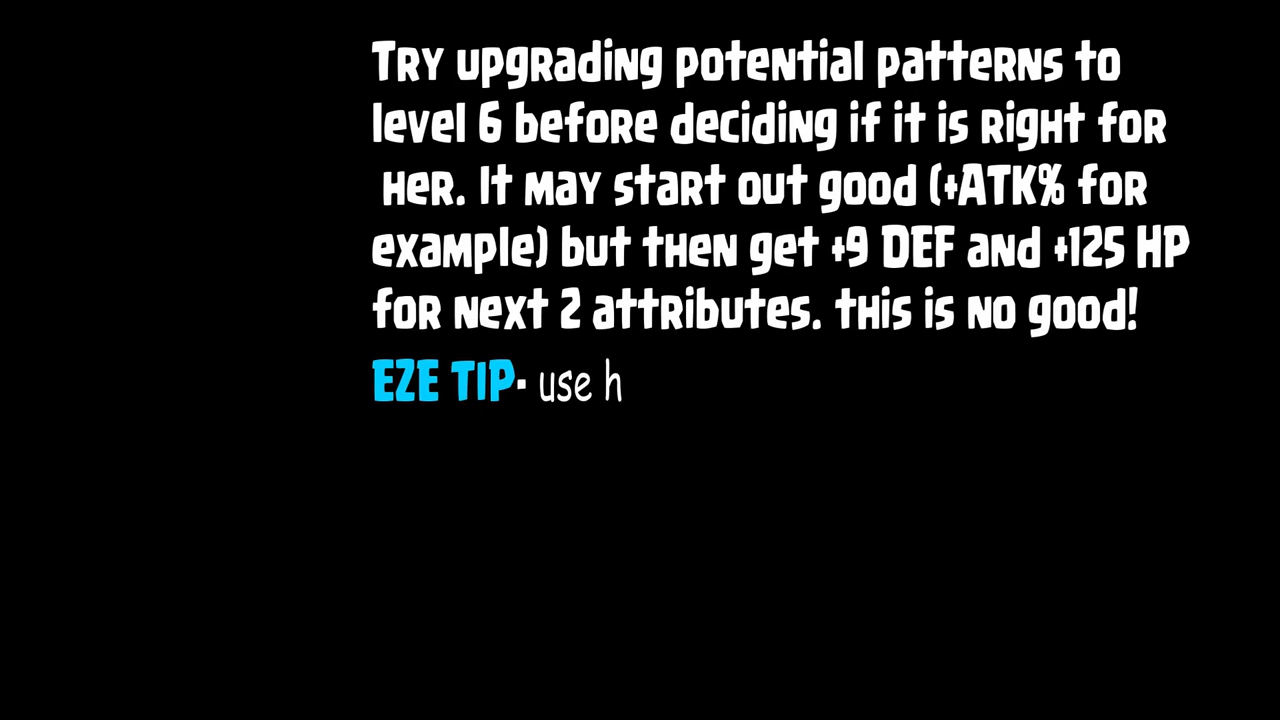 Try upgrading potential patterns to
level 6 before deciding if it is right for
her. It may start out good (+ATK% for
example) but then get +9 DEF and +125 HP
for next 2 attributes. this is no good!
EZE TIP- use h